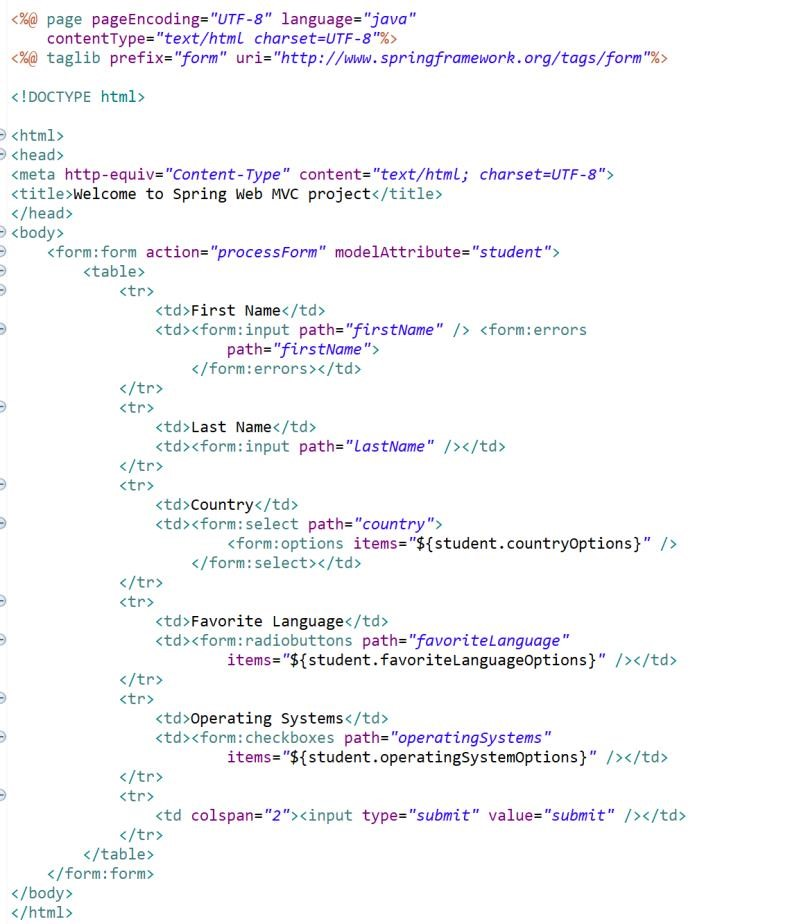 <%@ page pageEncoding="UTF-8" language="java"
    contentType="text/html charset=UTF-8"%>
<%@ taglib prefix="form" uri="http://www.springframework.org/tags/form"%>

<!DOCTYPE html>

<html>
<head>
<meta http-equiv="Content-Type" content="text/html; charset=UTF-8">
<title>Welcome to Spring Web MVC project</title>
</head>
<body>
    <form:form action="processForm" modelAttribute="student">
        <table>
            <tr>
                <td>First Name</td>
                <td><form:input path="firstName" /> <form:errors
                        path="firstName">
                    </form:errors></td>
            </tr>
            <tr>
                <td>Last Name</td>
                <td><form:input path="lastName" /></td>
            </tr>
            <tr>
                <td>Country</td>
                <td><form:select path="country">
                        <form:options items="${student.countryOptions}" />
                    </form:select></td>
            </tr>
            <tr>
                <td>Favorite Language</td>
                <td><form:radiobuttons path="favoriteLanguage"
                        items="${student.favoriteLanguageOptions}" /></td>
            </tr>
            <tr>
                <td>Operating Systems</td>
                <td><form:checkboxes path="operatingSystems"
                        items="${student.operatingSystemOptions}" /></td>
            </tr>
            <tr>
                <td colspan="2"><input type="submit" value="submit" /></td>
            </tr>
        </table>
    </form:form>
</body>
</html>